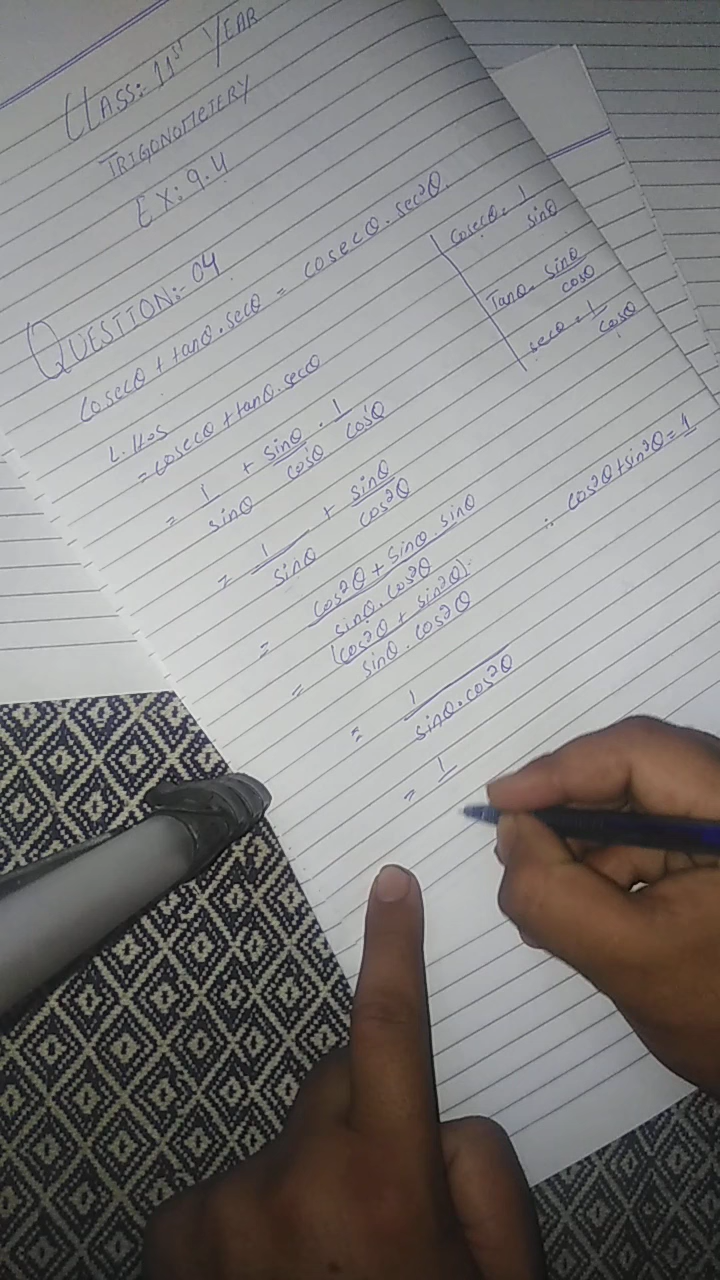 CLASS:- 11st YEAR
TRIGONOMETERY
EX: 9.4
QUESTION:- 04
Cosecθ + tanθ.secθ = cosecθ.sec²θ.
Cosecθ = 1/sinθ
Tanθ = sinθ/cosθ
secθ = 1/cosθ
L.H.S
= cosecθ + tanθ.secθ
= 1/sinθ + sinθ/cosθ . 1/cosθ
= 1/sinθ + sinθ/cos²θ
= cos²θ + sinθ.sinθ / sinθ.cos²θ
∴ cos²θ + sin²θ = 1
= (cos²θ + sin²θ) / sinθ.cos²θ
= 1/sinθ.cos²θ
= 1